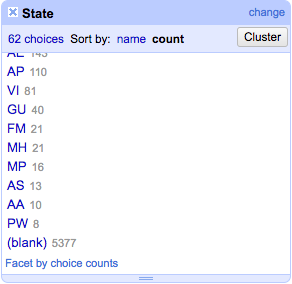 State change
62 choices Sort by: name count Cluster
AE 143
AP 110
VI 81
GU 40
FM 21
MH 21
MP 16
AS 13
AA 10
PW 8
(blank) 5377
Facet by choice counts